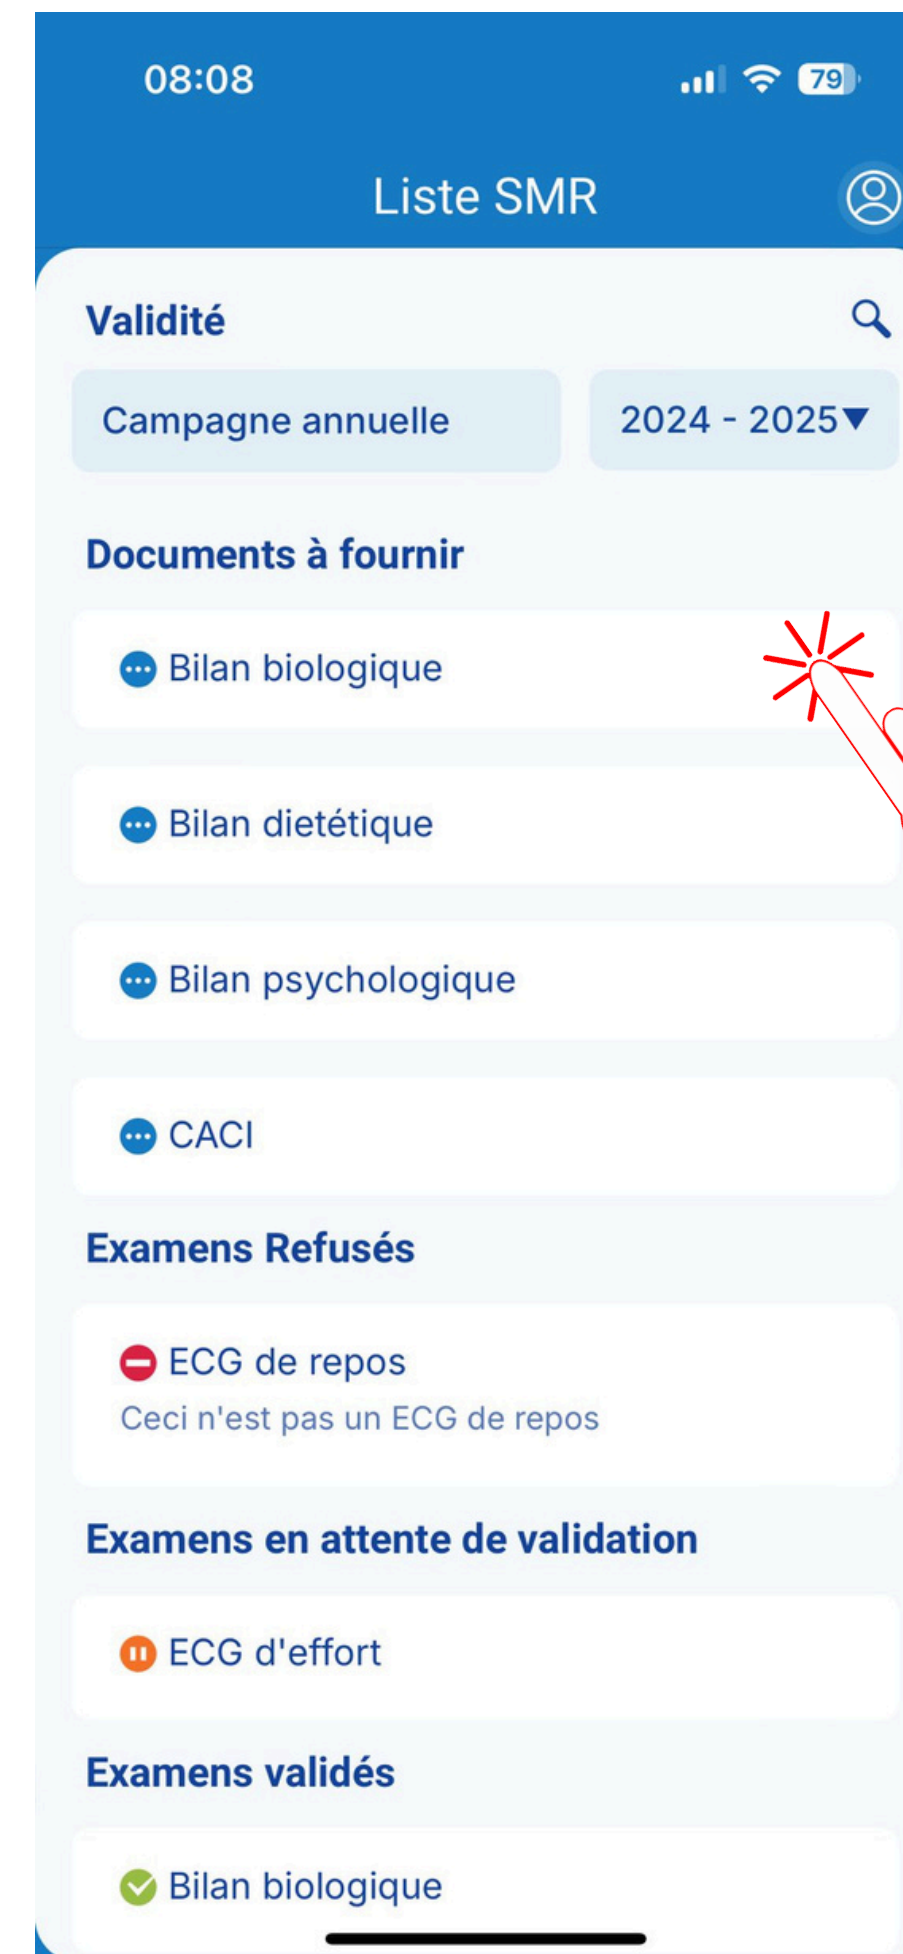 08:08
79
Liste SMR
Validité
Campagne annuelle
2024 - 2025
Documents à fournir
Bilan biologique
Bilan dietétique
Bilan psychologique
CACI
Examens Refusés
ECG de repos
Ceci n'est pas un ECG de repos
Examens en attente de validation
ECG d'effort
Examens validés
Bilan biologique